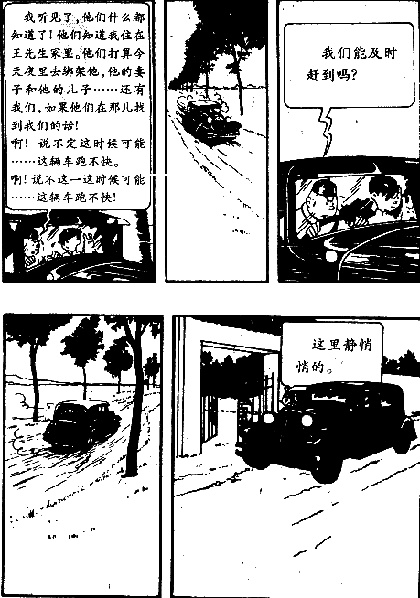 我听见了,他们什么都
知道了!他们知道我住在
王先生家里。他们打算今
天夜里去绑架他,他的妻
子和他的儿子……还有
我们。如果他们在那儿找
到我们的话!
啊!说不定这时候可能
……这辆车跑不快。
啊!说不这一这时候可能
……这辆车跑不快!
我们能及时
赶到吗?
这里静悄
悄的。